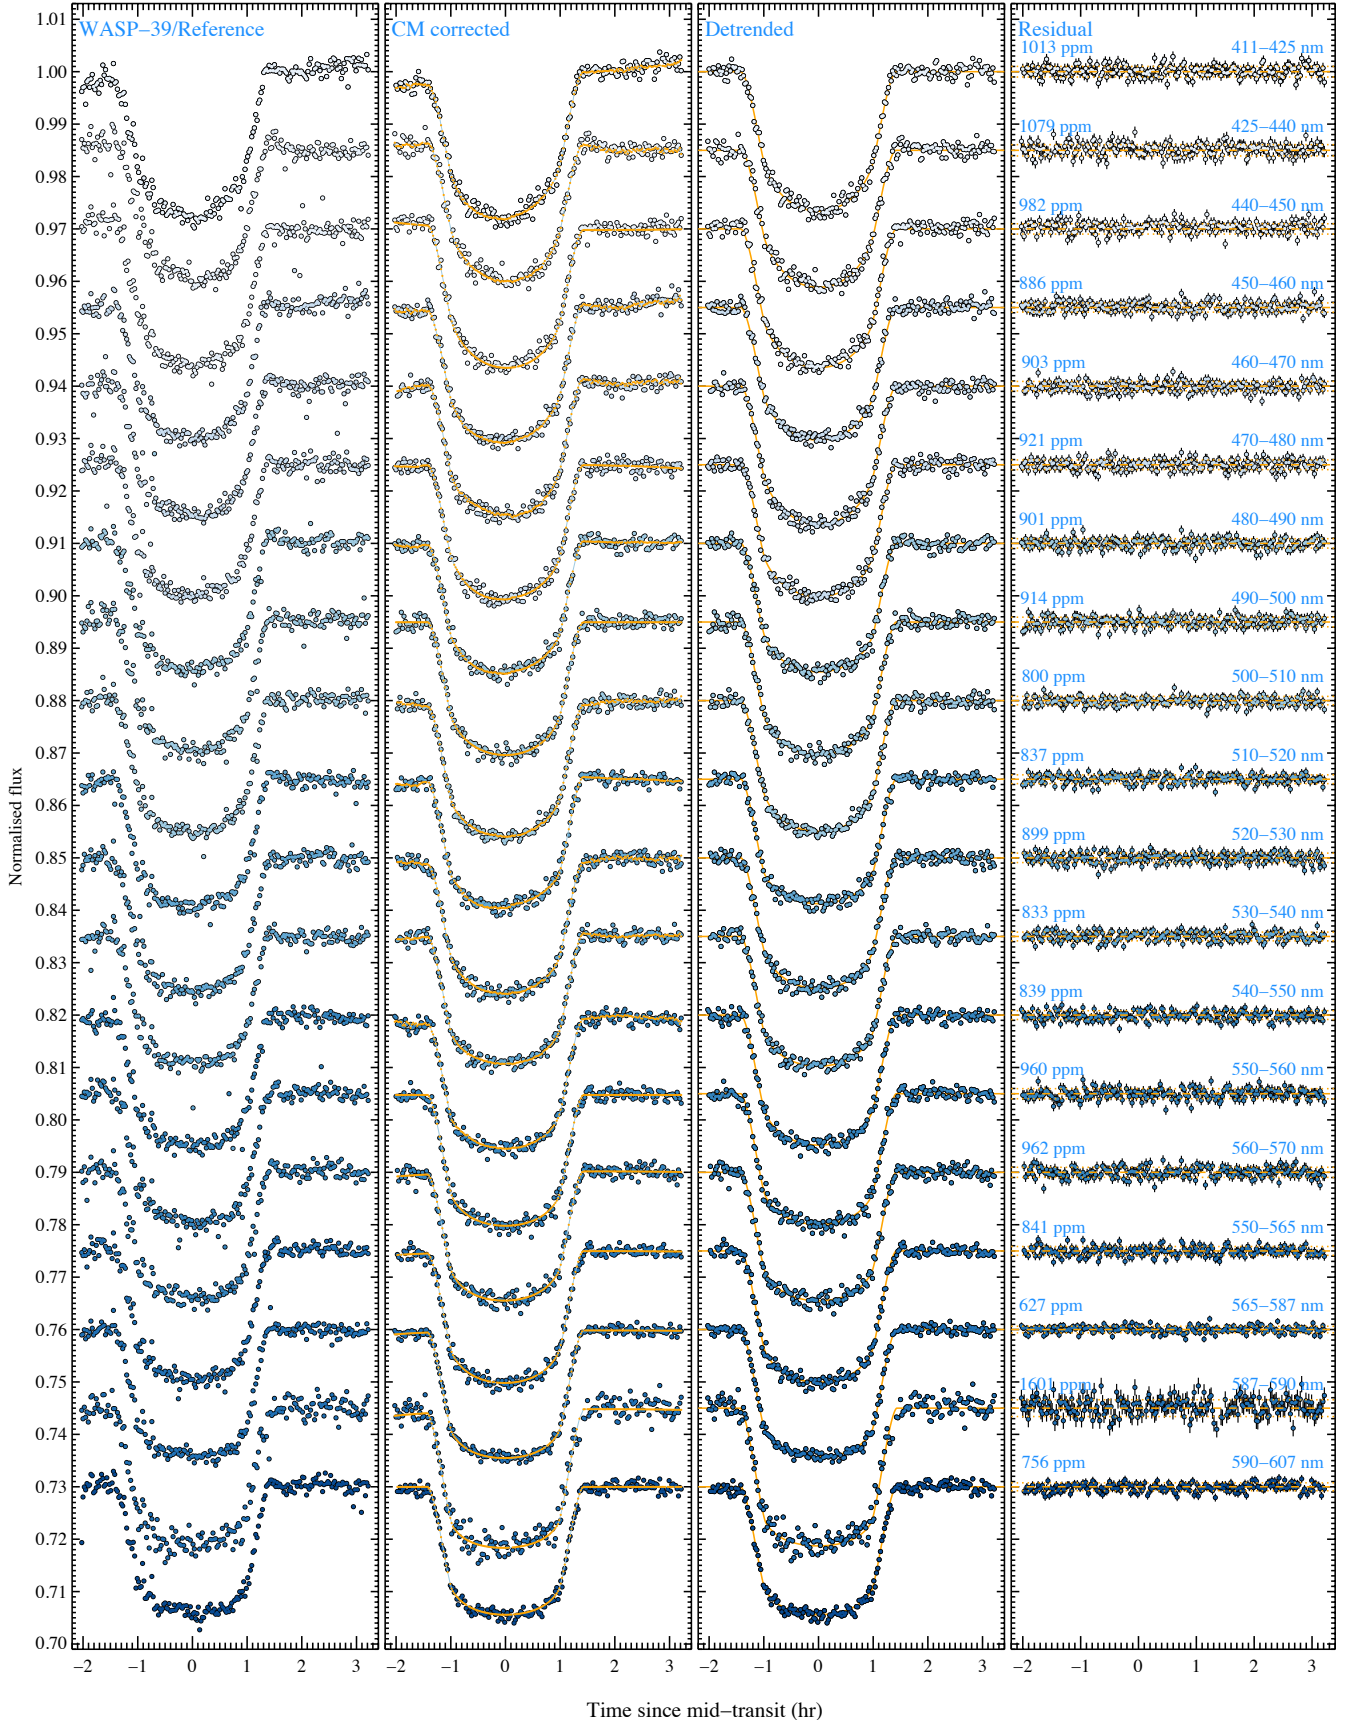 WASP−39/Reference
CM corrected
Detrended
Residual
1.01
1.00
0.99
0.98
0.97
0.96
0.95
0.94
0.93
0.92
0.91
0.90
0.89
0.88
0.87
0.86
0.85
0.84
0.83
0.82
0.81
0.80
0.79
0.78
0.77
0.76
0.75
0.74
0.73
0.72
0.71
0.70
Normalised flux
1013 ppm 411−425 nm
1079 ppm 425−440 nm
982 ppm 440−450 nm
886 ppm 450−460 nm
903 ppm 460−470 nm
921 ppm 470−480 nm
901 ppm 480−490 nm
914 ppm 490−500 nm
800 ppm 500−510 nm
837 ppm 510−520 nm
899 ppm 520−530 nm
833 ppm 530−540 nm
839 ppm 540−550 nm
960 ppm 550−560 nm
962 ppm 560−570 nm
841 ppm 550−565 nm
627 ppm 565−587 nm
1601 ppm 587−590 nm
756 ppm 590−607 nm
−2 −1 0 1 2 3
−2 −1 0 1 2 3
−2 −1 0 1 2 3
−2 −1 0 1 2 3
Time since mid−transit (hr)